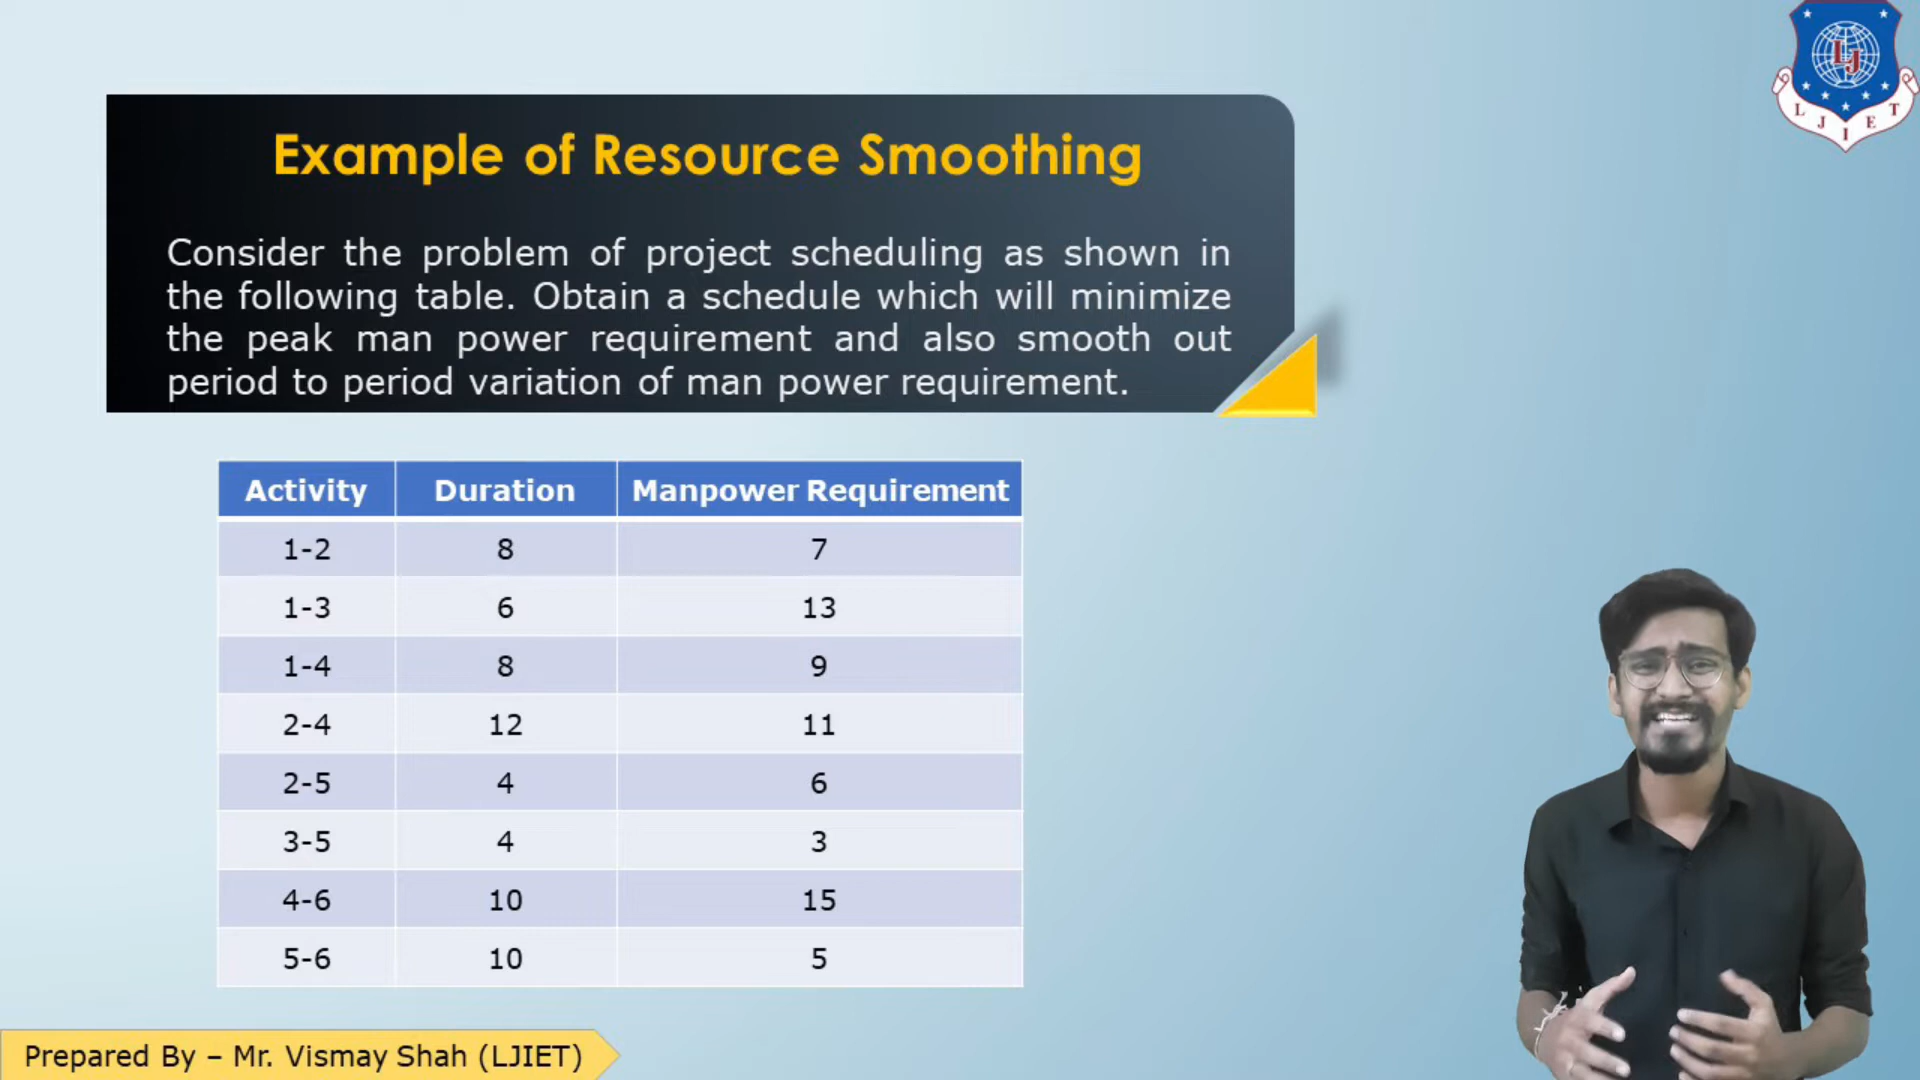 Example of Resource Smoothing
Consider the problem of project scheduling as shown in
the following table. Obtain a schedule which will minimize
the peak man power requirement and also smooth out
period to period variation of man power requirement.
Activity Duration Manpower Requirement
1-2 8 7
1-3 6 13
1-4 8 9
2-4 12 11
2-5 4 6
3-5 4 3
4-6 10 15
5-6 10 5
Prepared By – Mr. Vismay Shah (LJIET)
LJ
L J I E T